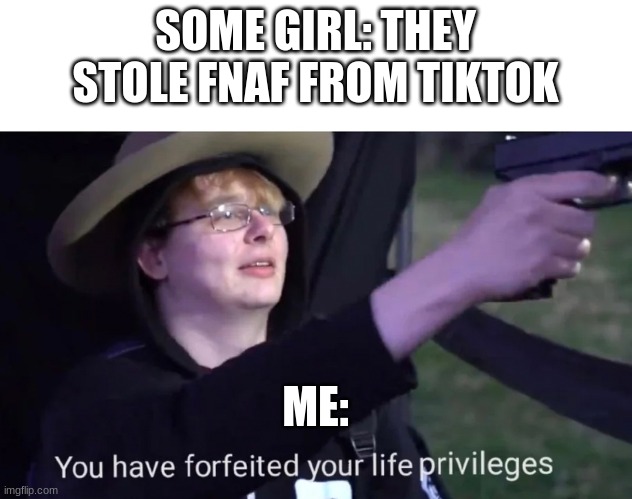 SOME GIRL: THEY
STOLE FNAF FROM TIKTOK
ME:
You have forfeited your life privileges
imgflip.com